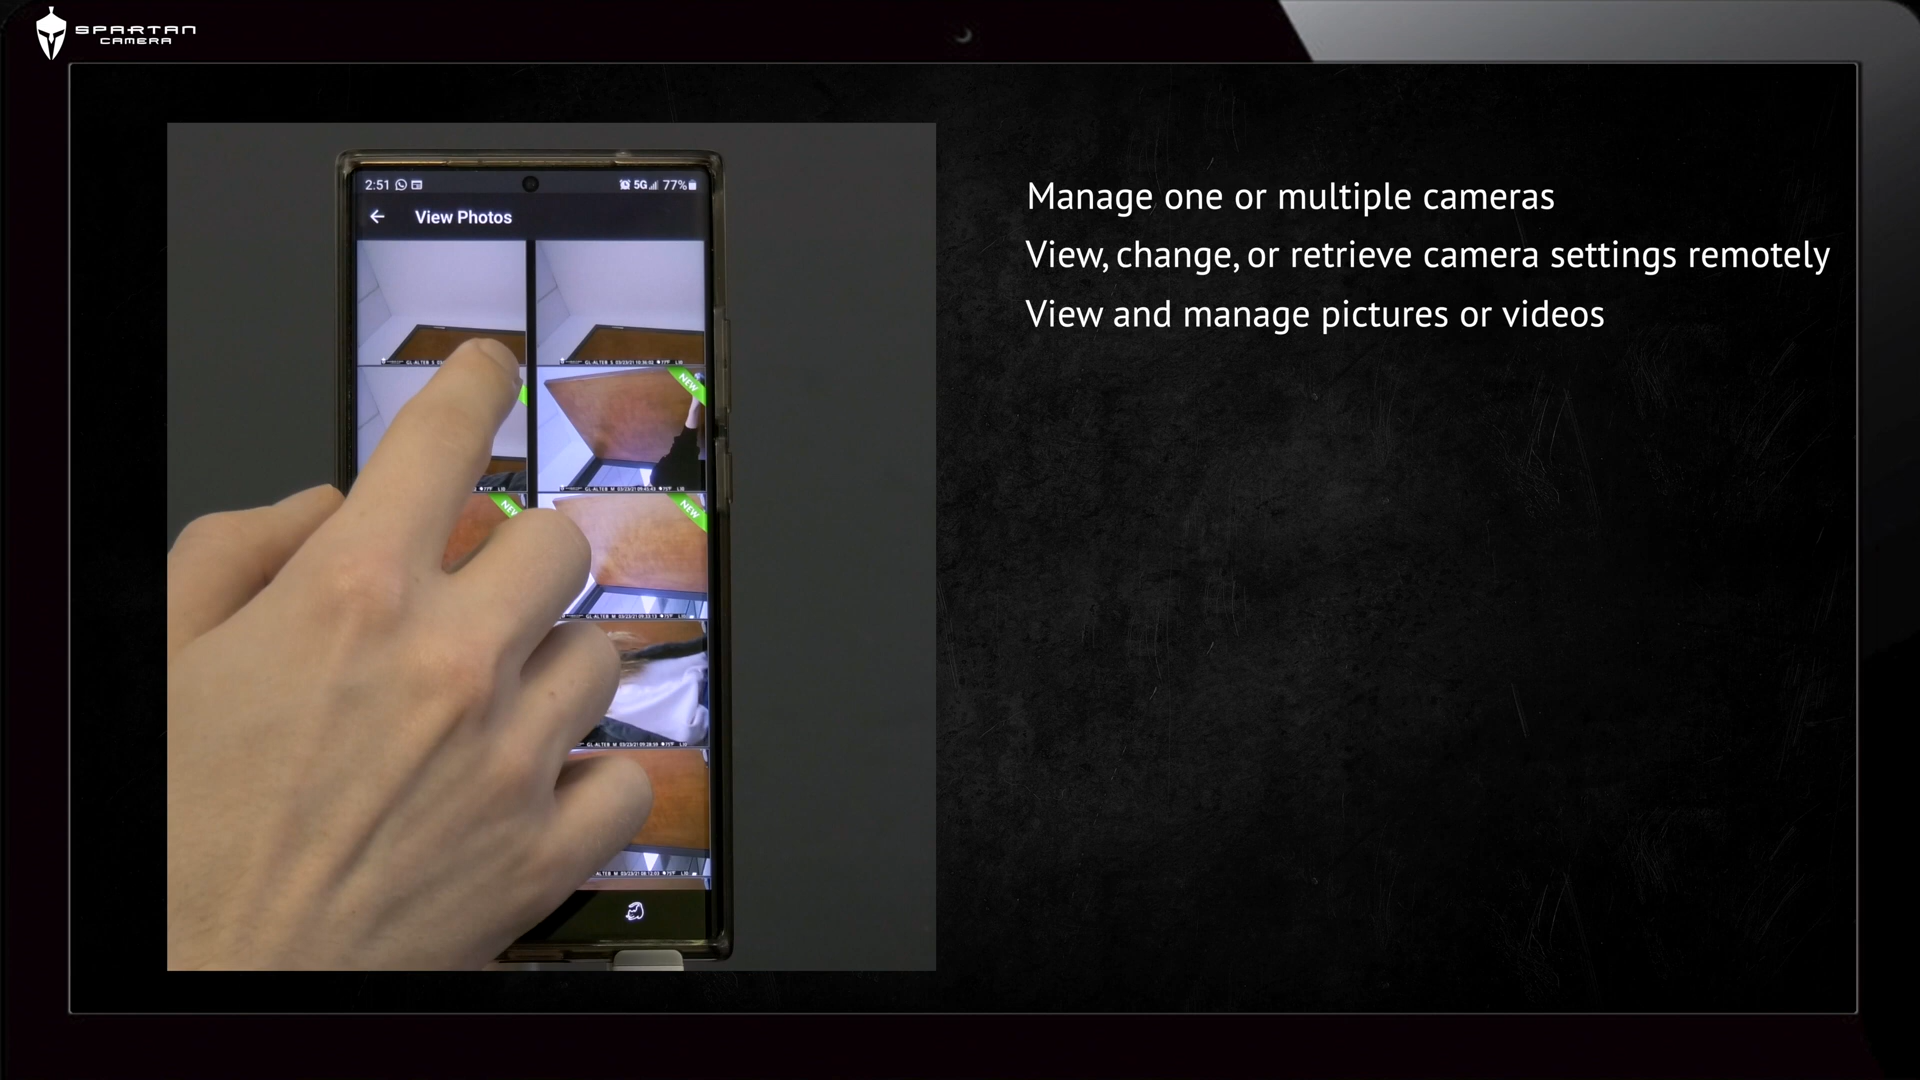 SPARTAN
CAMERA
2:51
5G
77%
View Photos
NEW
NEW
NEW
Manage one or multiple cameras
View, change, or retrieve camera settings remotely
View and manage pictures or videos